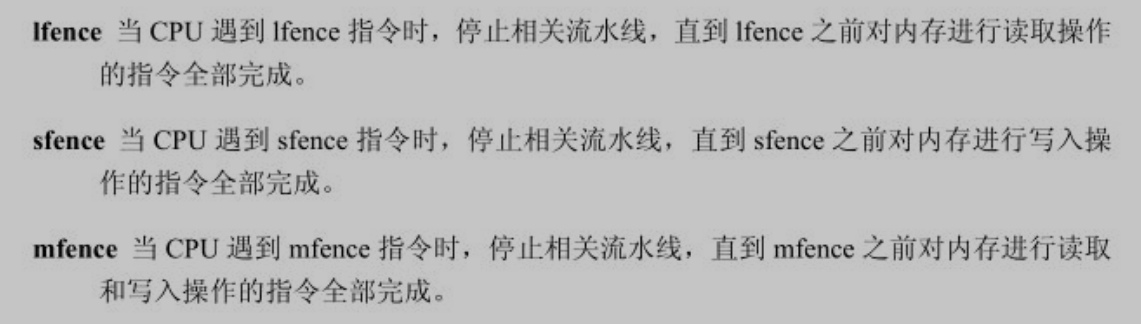 lfence 当 CPU 遇到 lfence 指令时，停止相关流水线，直到 lfence 之前对内存进行读取操作
的指令全部完成。
sfence 当 CPU 遇到 sfence 指令时，停止相关流水线，直到 sfence 之前对内存进行写入操
作的指令全部完成。
mfence 当 CPU 遇到 mfence 指令时，停止相关流水线，直到 mfence 之前对内存进行读取
和写入操作的指令全部完成。